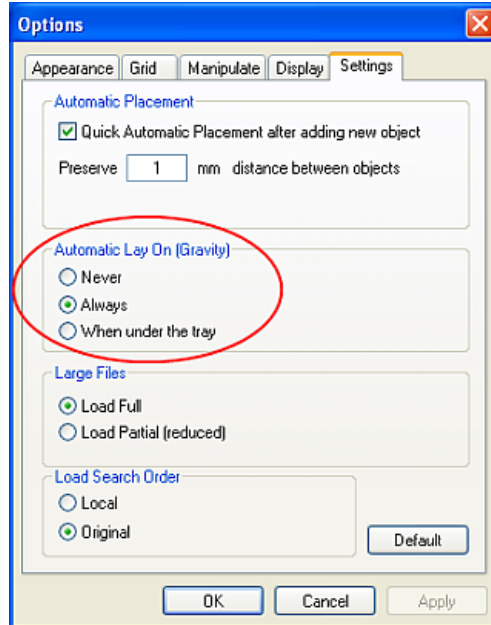 Options
Appearance Grid Manipulate Display Settings
Automatic Placement
Quick Automatic Placement after adding new object
Preserve 1 mm distance between objects
Automatic Lay On (Gravity)
Never
Always
When under the tray
Large Files
Load Full
Load Partial (reduced)
Load Search Order
Local
Original
Default
OK Cancel Apply